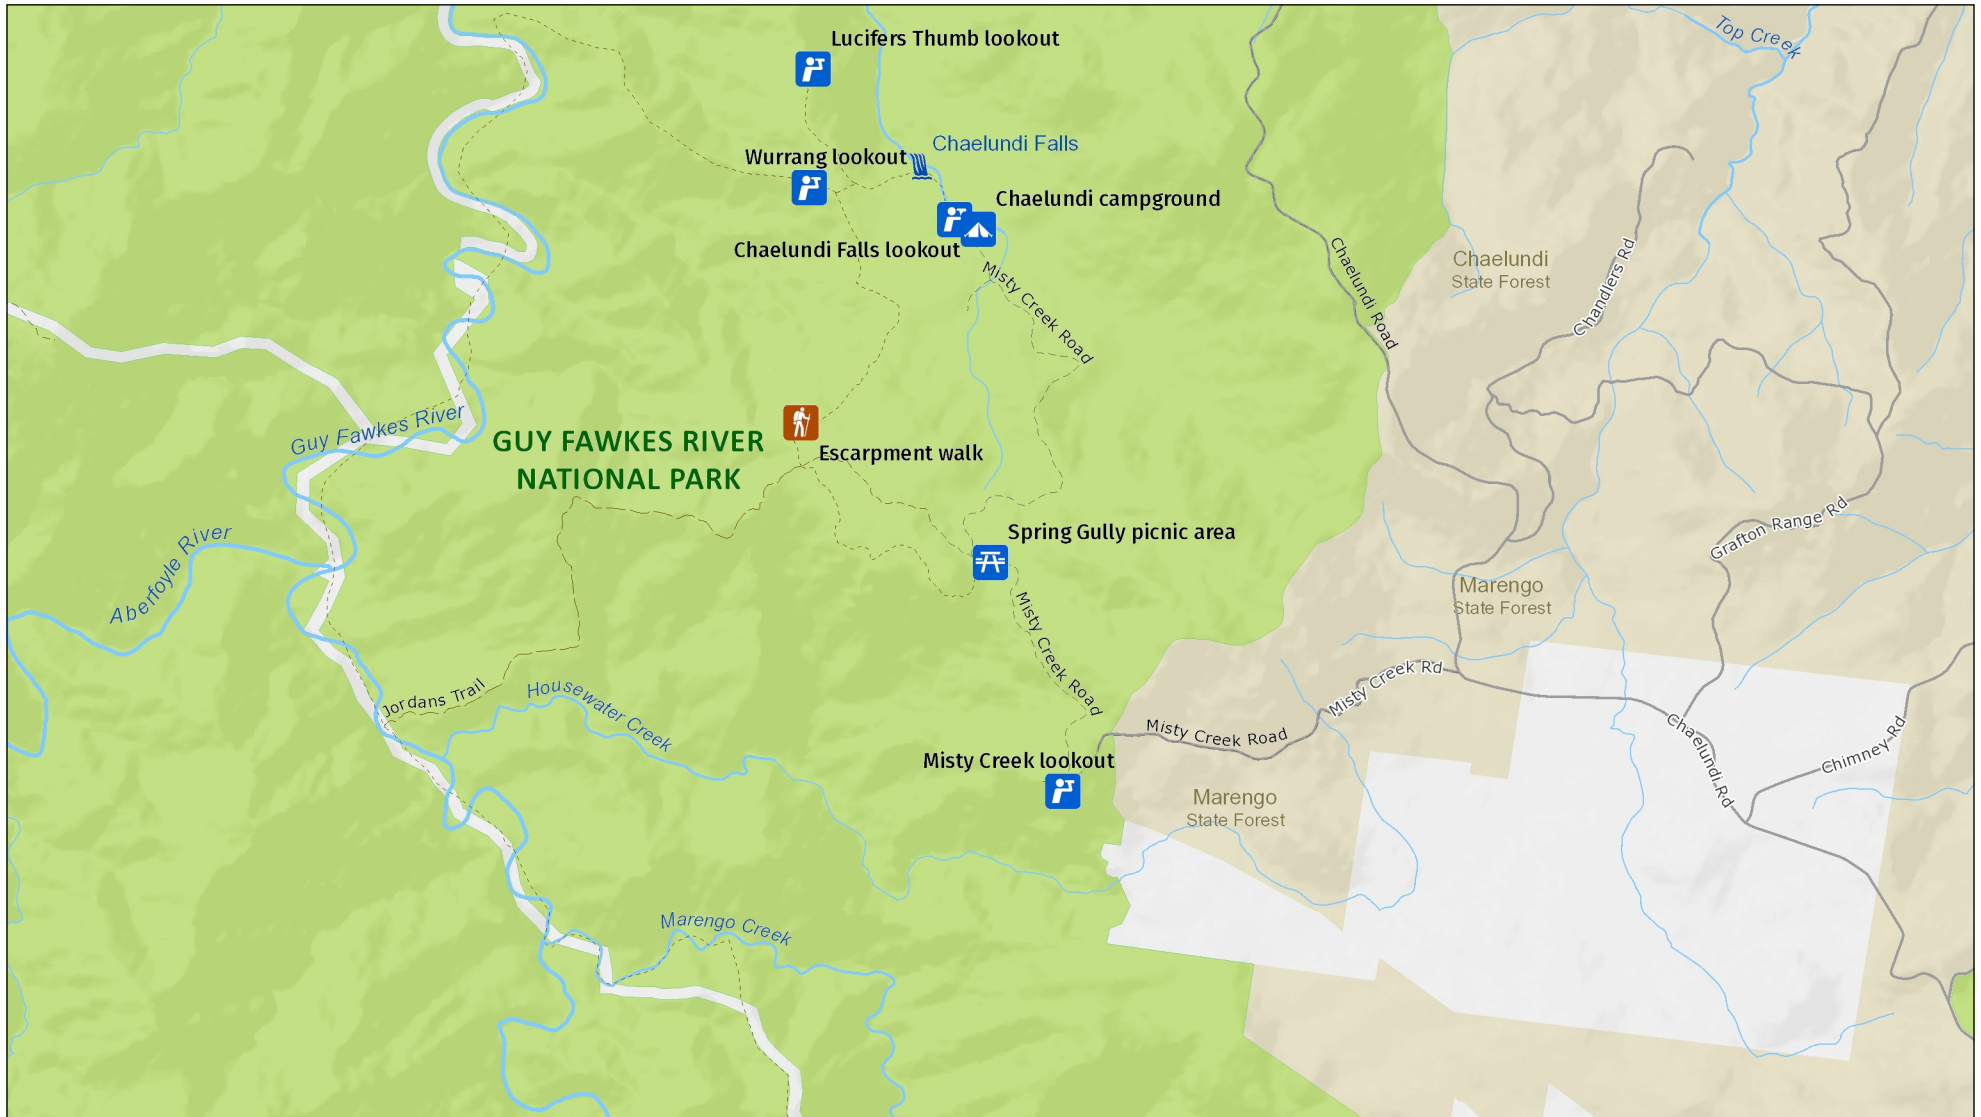 Lucifers Thumb lookout
Top Creek
Chaelundi Falls
Wurrang lookout
Chaelundi campground
Chaelundi Falls lookout
Misty Creek Road
Chaelundi Road
Chaelundi
State Forest
Chandlers Rd
Guy Fawkes River
GUY FAWKES RIVER
NATIONAL PARK
Escarpment walk
Spring Gully picnic area
Grafton Range Rd
Aberfoyle River
Marengo
State Forest
Misty Creek Road
Jordans Trail
Housewater Creek
Misty Creek Rd
Misty Creek Road
Chaelundi Rd
Chimney Rd
Misty Creek lookout
Marengo
State Forest
Marengo Creek